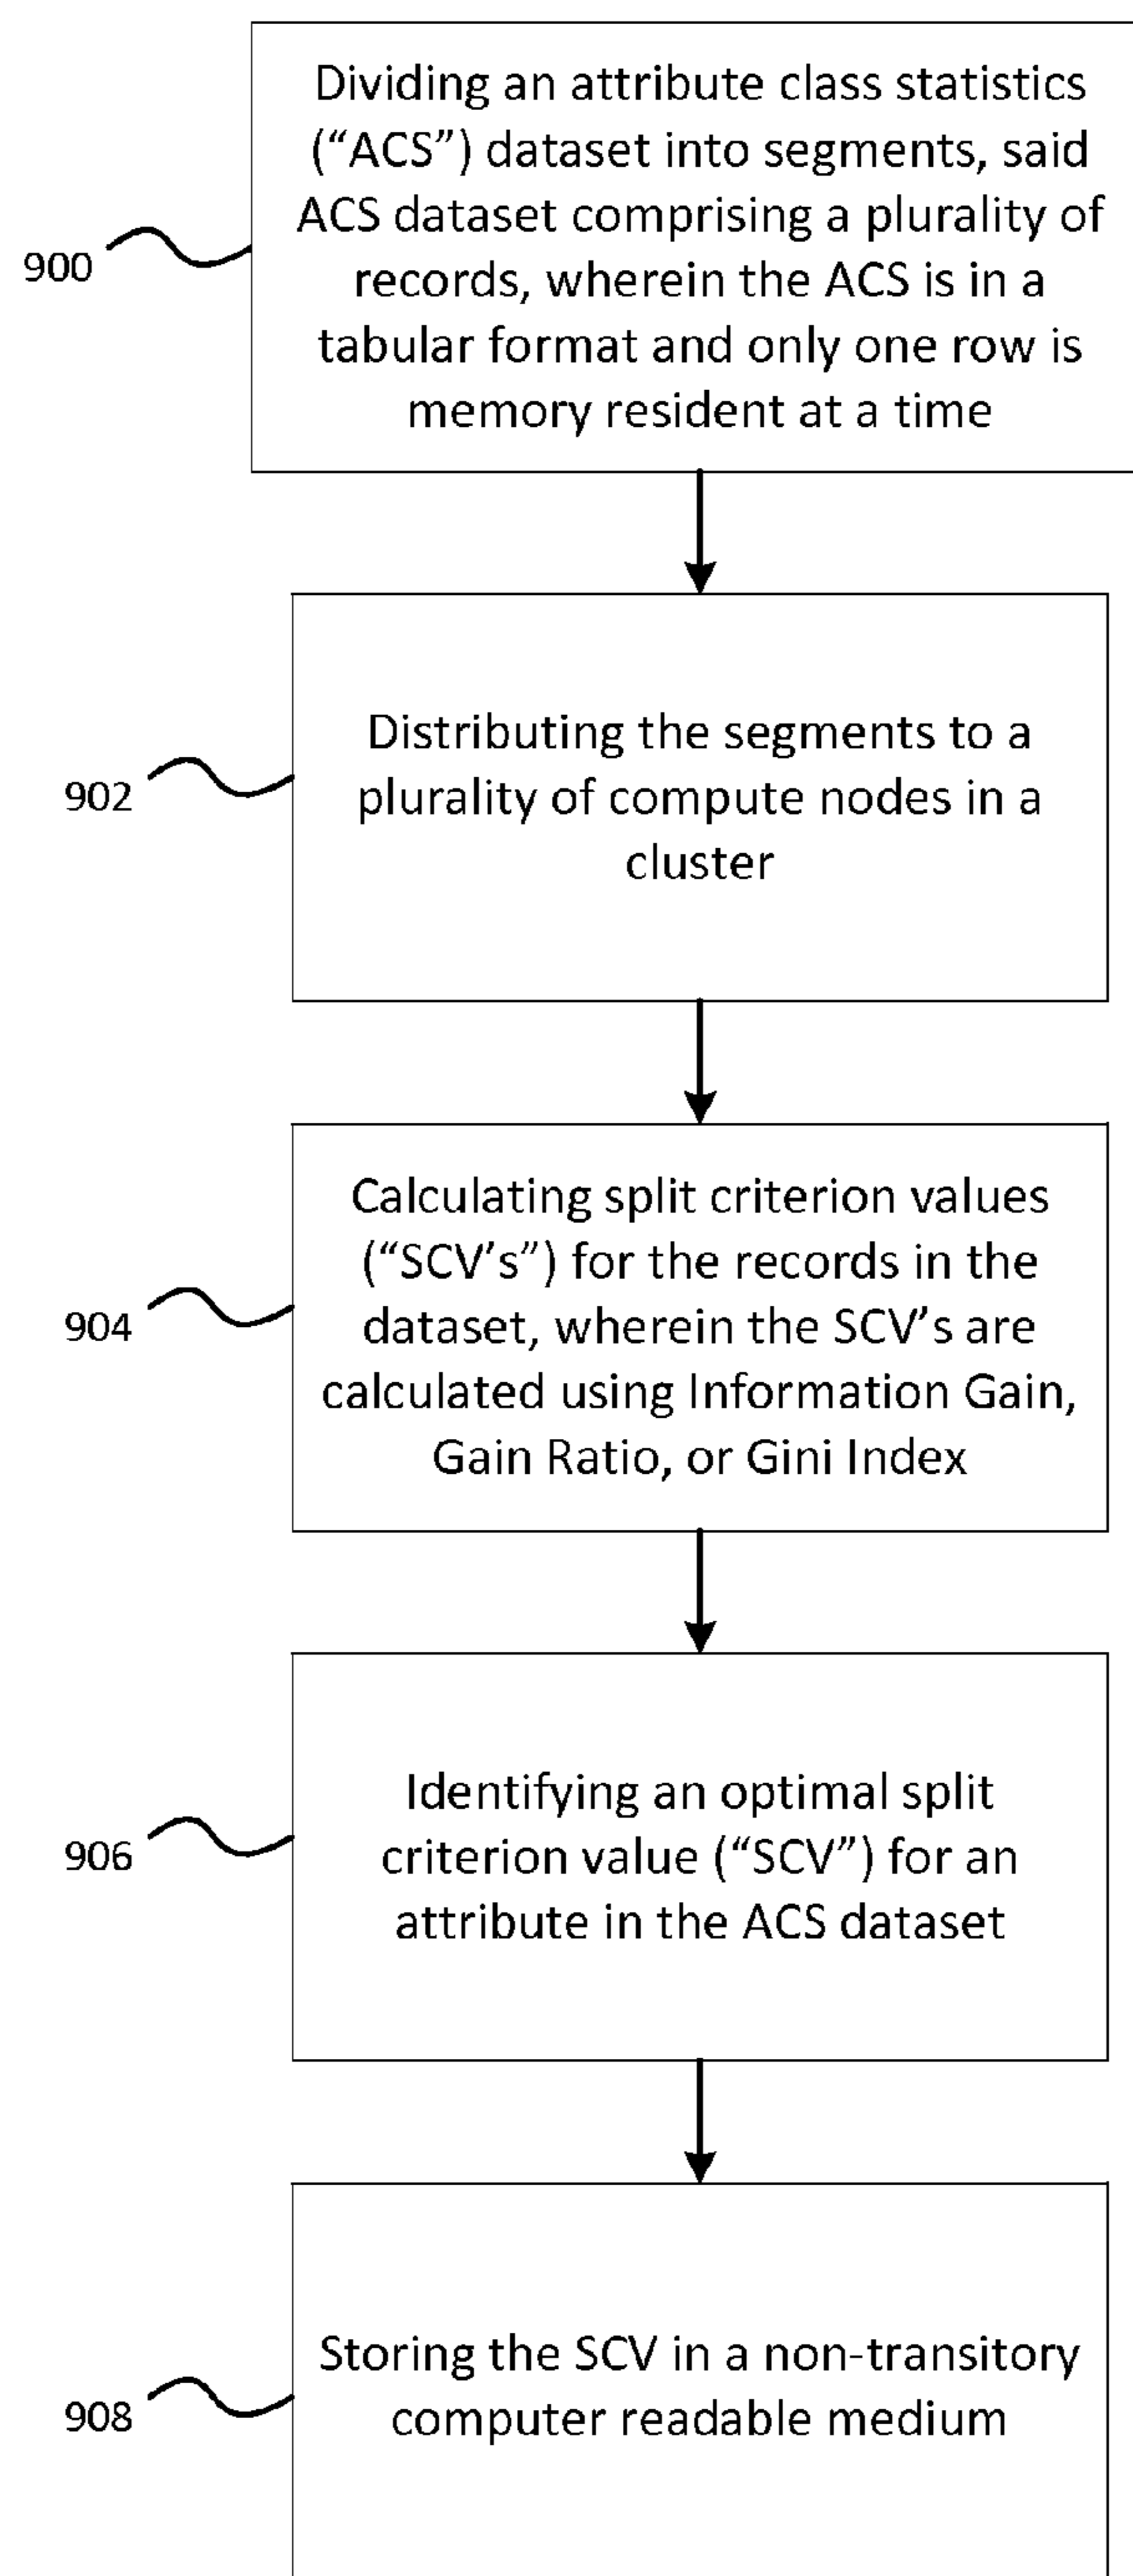 Dividing an attribute class statistics
(“ACS”) dataset into segments, said
ACS dataset comprising a plurality of
records, wherein the ACS is in a
tabular format and only one row is
memory resident at a time
900
Distributing the segments to a
plurality of compute nodes in a
cluster
902
Calculating split criterion values
(“SCV’s”) for the records in the
dataset, wherein the SCV’s are
calculated using Information Gain,
Gain Ratio, or Gini Index
904
Identifying an optimal split
criterion value (“SCV”) for an
attribute in the ACS dataset
906
Storing the SCV in a non-transitory
computer readable medium
908